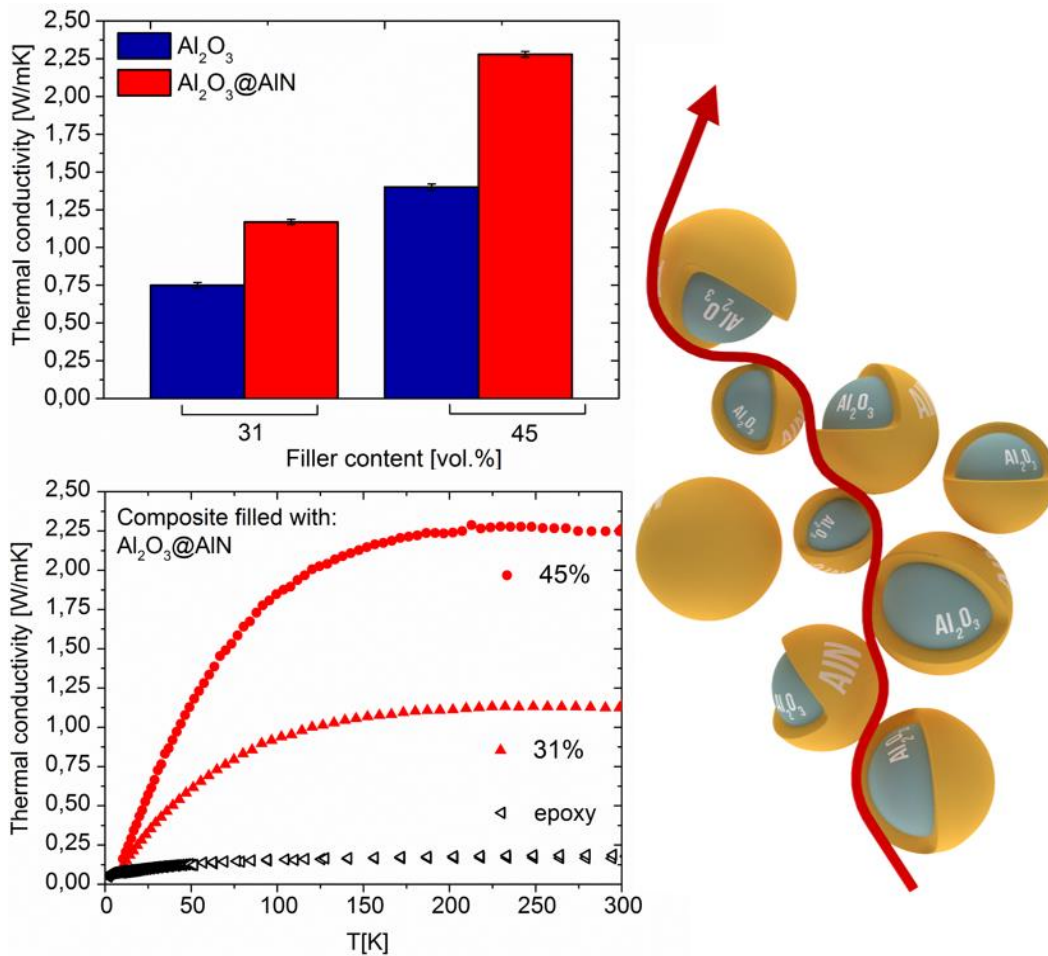 2,50
2,25
2,00
1,75
1,50
1,25
1,00
0,75
0,50
0,25
0,00
Thermal conductivity [W/mK]
Al₂O₃
Al₂O₃@AlN
31
45
Filler content [vol.%]
2,50
2,25
2,00
1,75
1,50
1,25
1,00
0,75
0,50
0,25
0,00
Thermal conductivity [W/mK]
Composite filled with:
Al₂O₃@AlN
45%
31%
epoxy
0
50
100
150
200
250
300
T[K]
Al₂O₃
Al₂O₃
AlN
Al₂O₃
Al₂O₃
Al₂O₃
AlN
Al₂O₃
AlN
Al₂O₃
Al₂O₃